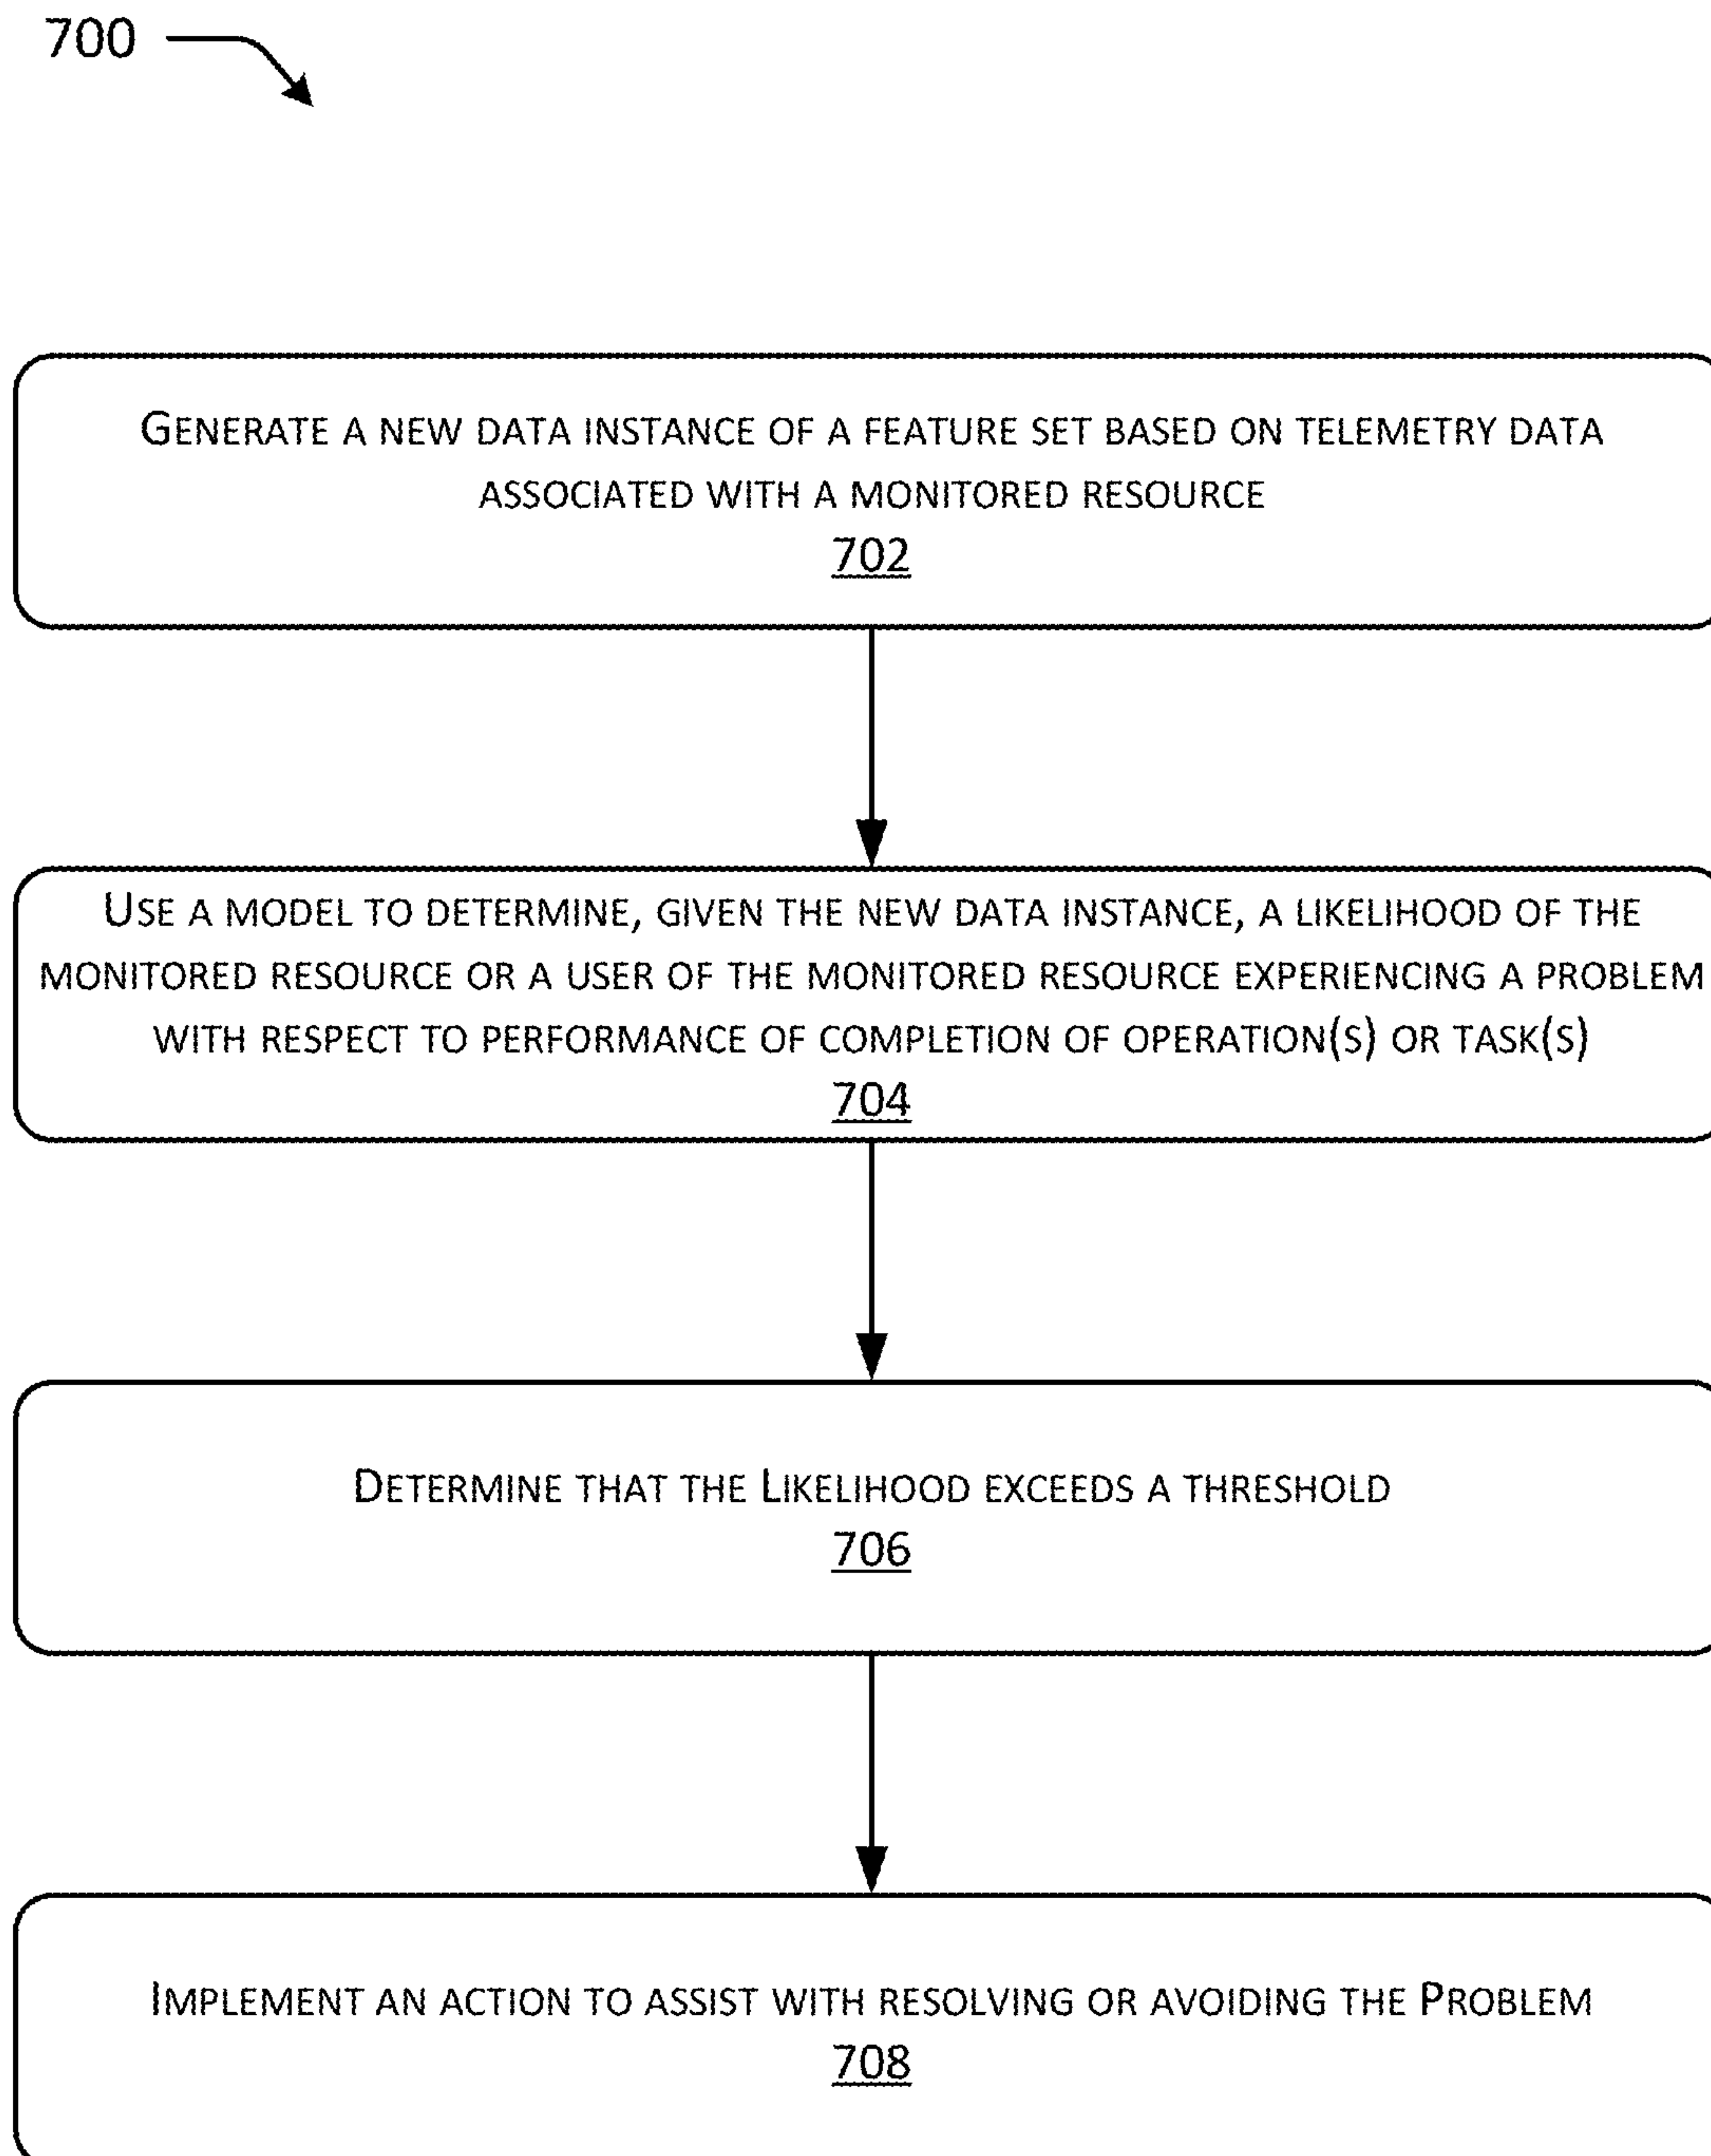 700
GENERATE A NEW DATA INSTANCE OF A FEATURE SET BASED ON TELEMETRY DATA
ASSOCIATED WITH A MONITORED RESOURCE
702
USE A MODEL TO DETERMINE, GIVEN THE NEW DATA INSTANCE, A LIKELIHOOD OF THE
MONITORED RESOURCE OR A USER OF THE MONITORED RESOURCE EXPERIENCING A PROBLEM
WITH RESPECT TO PERFORMANCE OF COMPLETION OF OPERATION(S) OR TASK(S)
704
DETERMINE THAT THE LIKELIHOOD EXCEEDS A THRESHOLD
706
IMPLEMENT AN ACTION TO ASSIST WITH RESOLVING OR AVOIDING THE PROBLEM
708